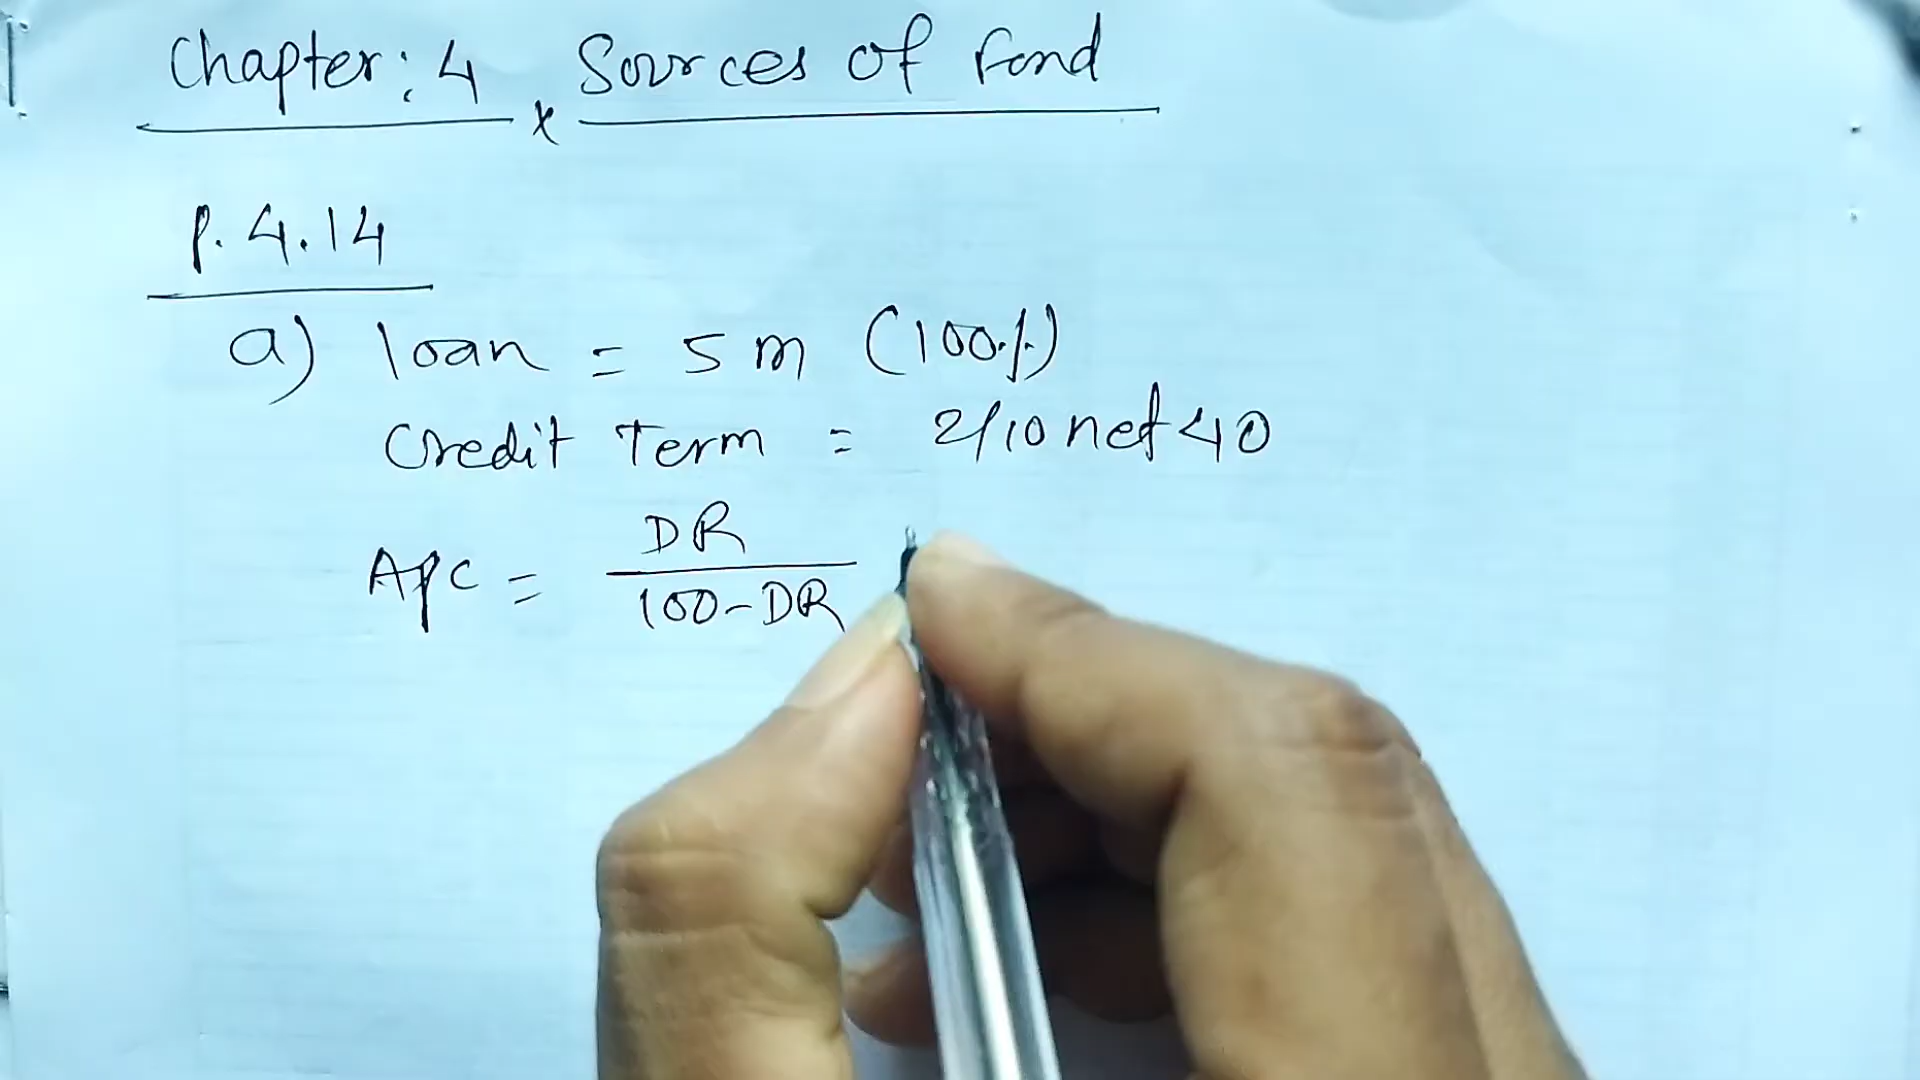 Chapter: 4 x Sources of Fond
P. 4.14
a) loan = 5 m (100%)
Credit Term = 2/10 net 40
APC = DR / 100-DR